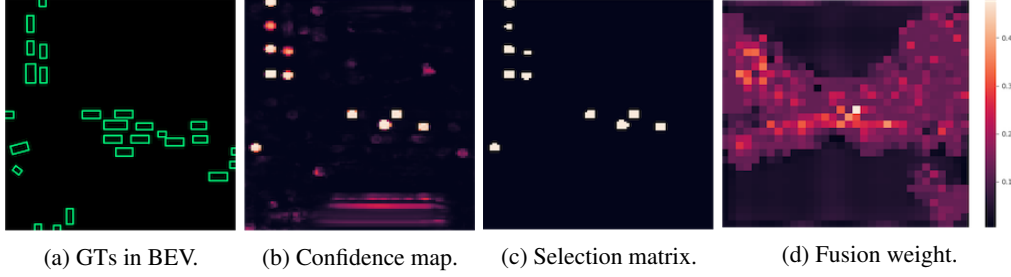 0.4
0.3
0.2
0.1
(a) GTs in BEV.
(b) Confidence map.
(c) Selection matrix.
(d) Fusion weight.